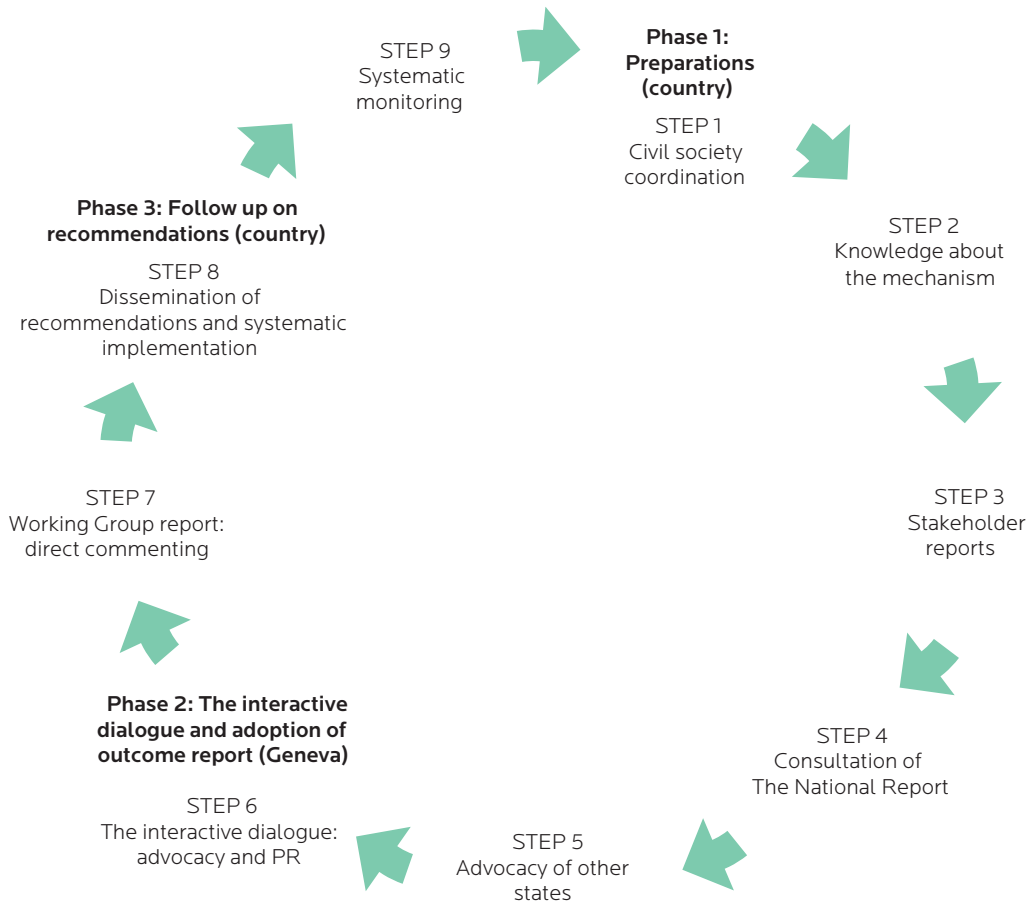 Phase 1:
Preparations
(country)
STEP 1
Civil society
coordination
STEP 2
Knowledge about
the mechanism
STEP 3
Stakeholder
reports
STEP 4
Consultation of
The National Report
STEP 5
Advocacy of other
states
Phase 2: The interactive
dialogue and adoption of
outcome report (Geneva)
STEP 6
The interactive dialogue:
advocacy and PR
STEP 7
Working Group report:
direct commenting
Phase 3: Follow up on
recommendations (country)
STEP 8
Dissemination of
recommendations and systematic
implementation
STEP 9
Systematic
monitoring